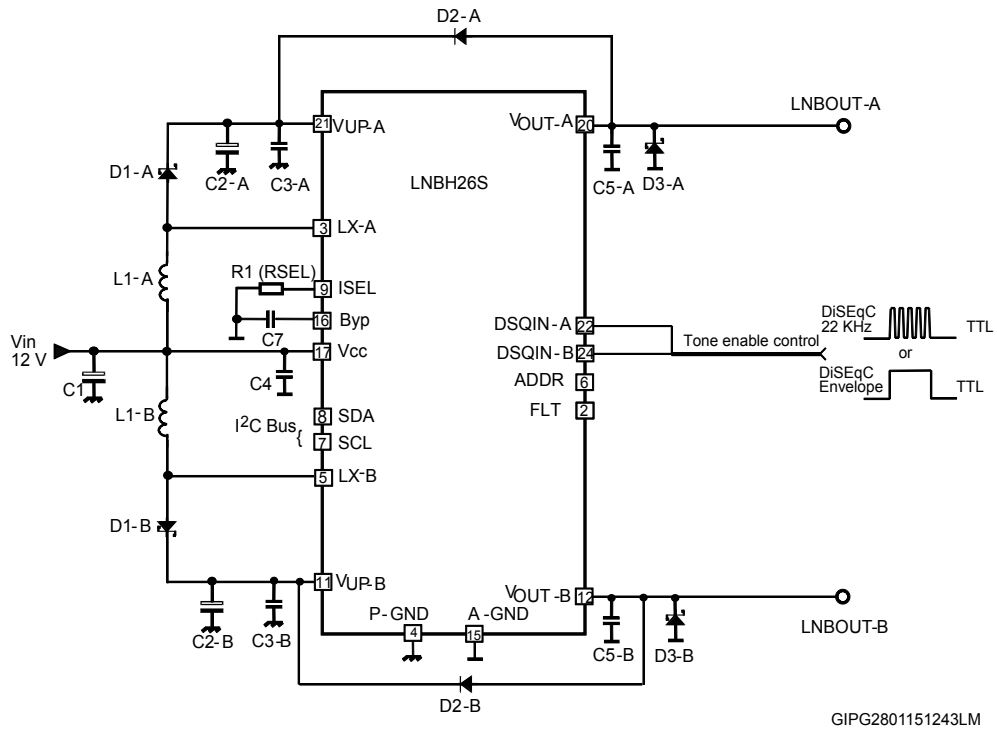 D2-A
LNBOUT-A
21
VUP-A
VOUT-A
20
D1-A
C2-A
C3-A
LNBH26S
C5-A
D3-A
3
LX-A
L1-A
R1 (RSEL)
9
ISEL
16
Byp
C7
DSQIN-A
22
DiSEqC
22 KHz
TTL
Vin
12 V
17
Vcc
DSQIN-B
24
Tone enable control
or
C1
C4
ADDR
6
DiSEqC
Envelope
TTL
L1-B
I2C Bus {
8
SDA
FLT
2
7
SCL
5
LX-B
D1-B
11
VUP-B
VOUT-B
12
P-GND
A-GND
4
15
C2-B
C3-B
C5-B
D3-B
LNBOUT-B
D2-B
GIPG2801151243LM